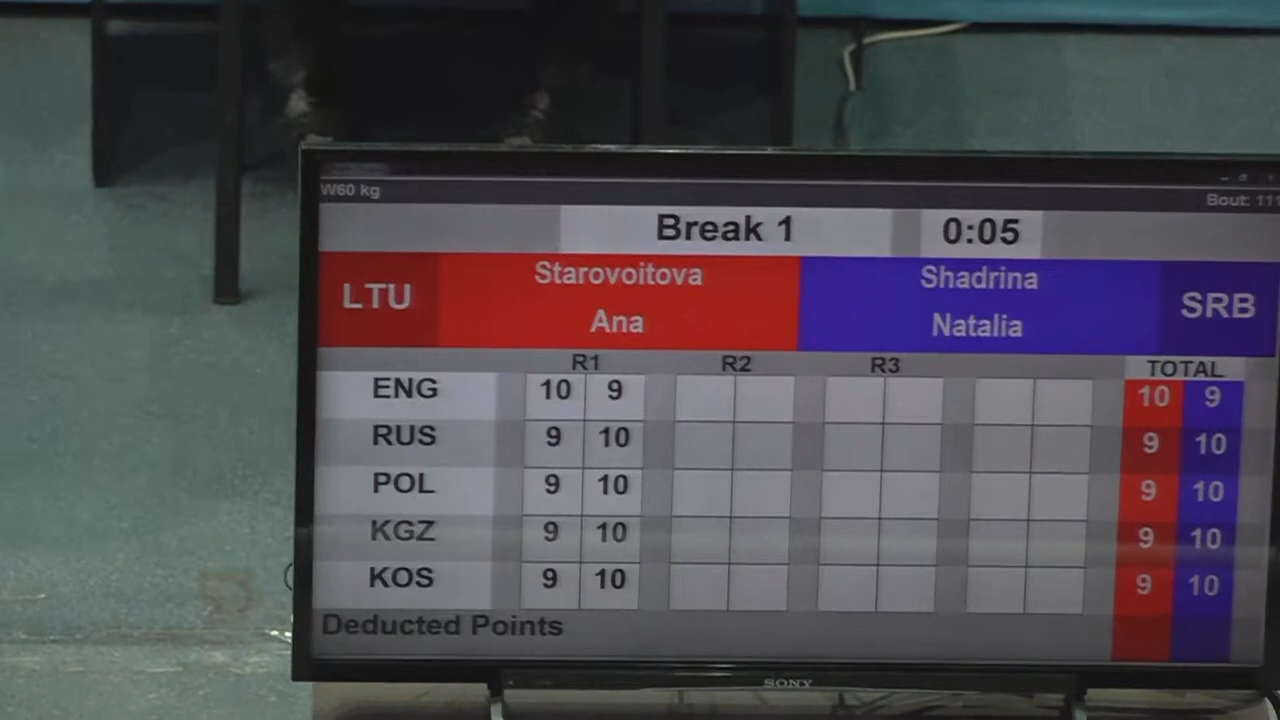 W60 kg Bout: 111
Break 1 0:05
LTU Starovoitova Shadrina SRB
Ana Natalia
R1 R2 R3 TOTAL
ENG 10 9 10 9
RUS 9 10 9 10
POL 9 10 9 10
KGZ 9 10 9 10
KOS 9 10 9 10
Deducted Points
SONY